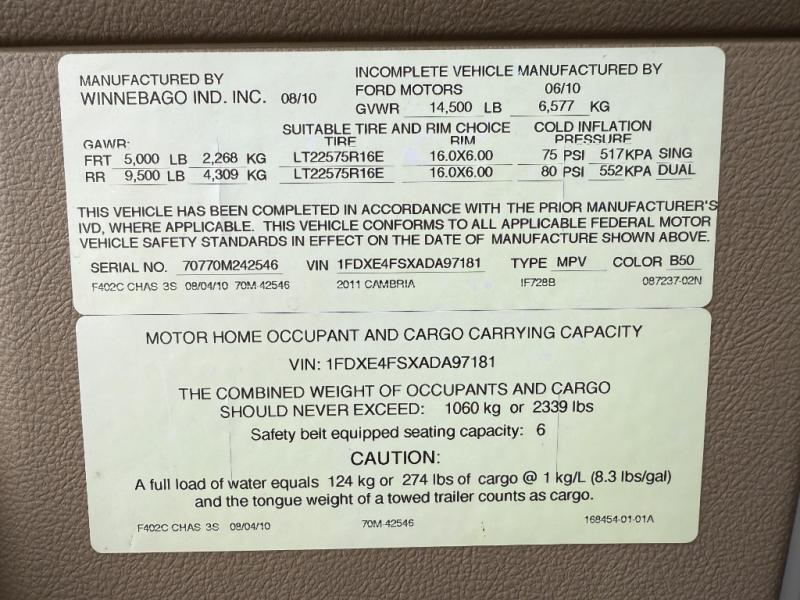 MANUFACTURED BY
WINNEBAGO IND. INC. 08/10
INCOMPLETE VEHICLE MANUFACTURED BY
FORD MOTORS 06/10
GVWR 14,500 LB 6,577 KG
SUITABLE TIRE AND RIM CHOICE COLD INFLATION
GAWR: TIRE RIM PRESSURE
FRT 5,000 LB 2,268 KG LT22575R16E 16.0X6.00 75 PSI 517KPA SING
RR 9,500 LB 4,309 KG LT22575R16E 16.0X6.00 80 PSI 552KPA DUAL
THIS VEHICLE HAS BEEN COMPLETED IN ACCORDANCE WITH THE PRIOR MANUFACTURER'S
IVD, WHERE APPLICABLE. THIS VEHICLE CONFORMS TO ALL APPLICABLE FEDERAL MOTOR
VEHICLE SAFETY STANDARDS IN EFFECT ON THE DATE OF MANUFACTURE SHOWN ABOVE.
SERIAL NO. 70770M242546 VIN 1FDXE4FSXADA97181 TYPE MPV COLOR B50
F402C CHAS 3S 08/04/10 70M-42546 2011 CAMBRIA IF728B 087237-02N
MOTOR HOME OCCUPANT AND CARGO CARRYING CAPACITY
VIN: 1FDXE4FSXADA97181
THE COMBINED WEIGHT OF OCCUPANTS AND CARGO
SHOULD NEVER EXCEED: 1060 kg or 2339 lbs
Safety belt equipped seating capacity: 6
CAUTION:
A full load of water equals 124 kg or 274 lbs of cargo @ 1 kg/L (8.3 lbs/gal)
and the tongue weight of a towed trailer counts as cargo.
F402C CHAS 3S 08/04/10 70M-42546 168454-01-01A